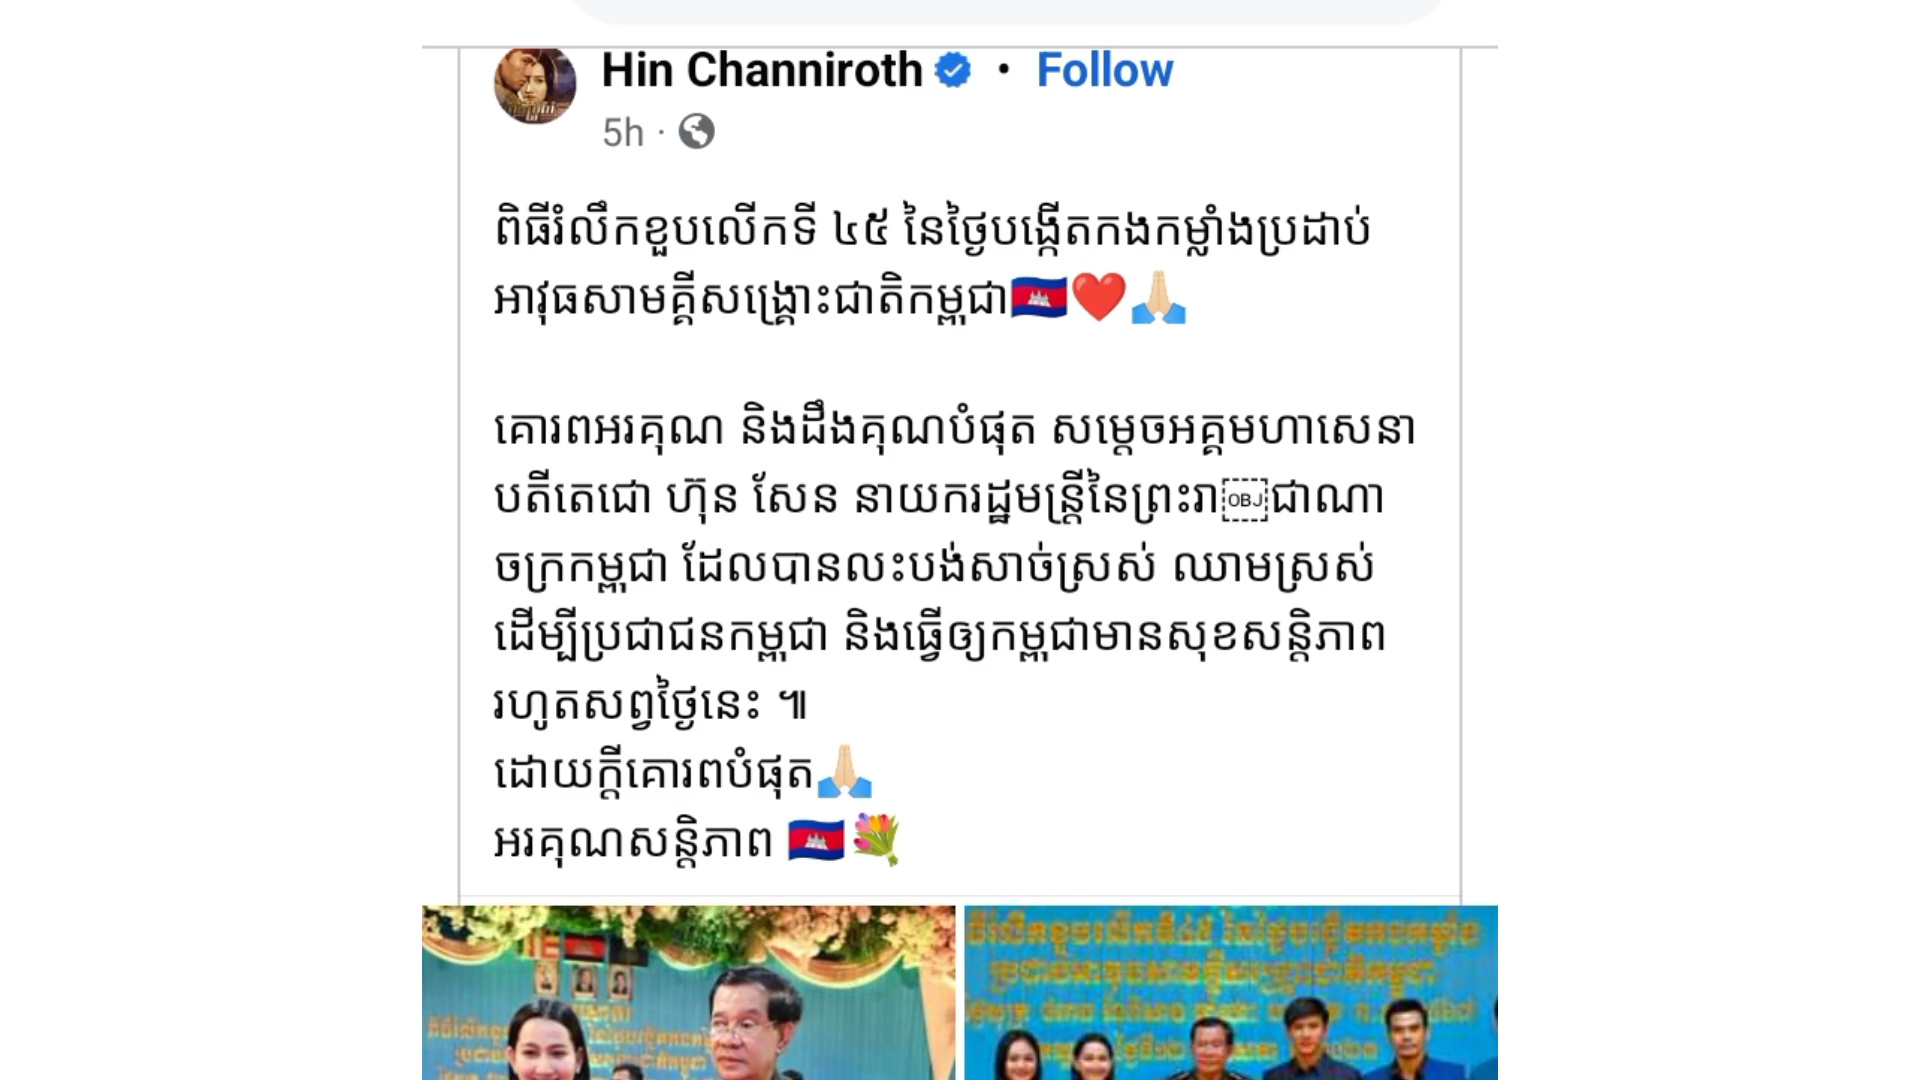 Hin Channiroth • Follow
5h ·
ពិធីរំលឹកខួបលើកទី ៤៥ នៃថ្ងៃបង្កើតកងកម្លាំងប្រដាប់
អាវុធសាមគ្គីសង្គ្រោះជាតិកម្ពុជា🇰🇭❤️🙏🏻
គោរពអរគុណ និងដឹងគុណបំផុត សម្តេចអគ្គមហាសេនា
បតីតេជោ ហ៊ុន សែន នាយករដ្ឋមន្ត្រីនៃព្រះរា￼ជាណា
ចក្រកម្ពុជា ដែលបានលះបង់សាច់ស្រស់ ឈាមស្រស់
ដើម្បីប្រជាជនកម្ពុជា និងធ្វើឲ្យកម្ពុជាមានសុខសន្តិភាព
រហូតសព្វថ្ងៃនេះ ៕
ដោយក្តីគោរពបំផុត🙏🏻
អរគុណសន្តិភាព 🇰🇭💐